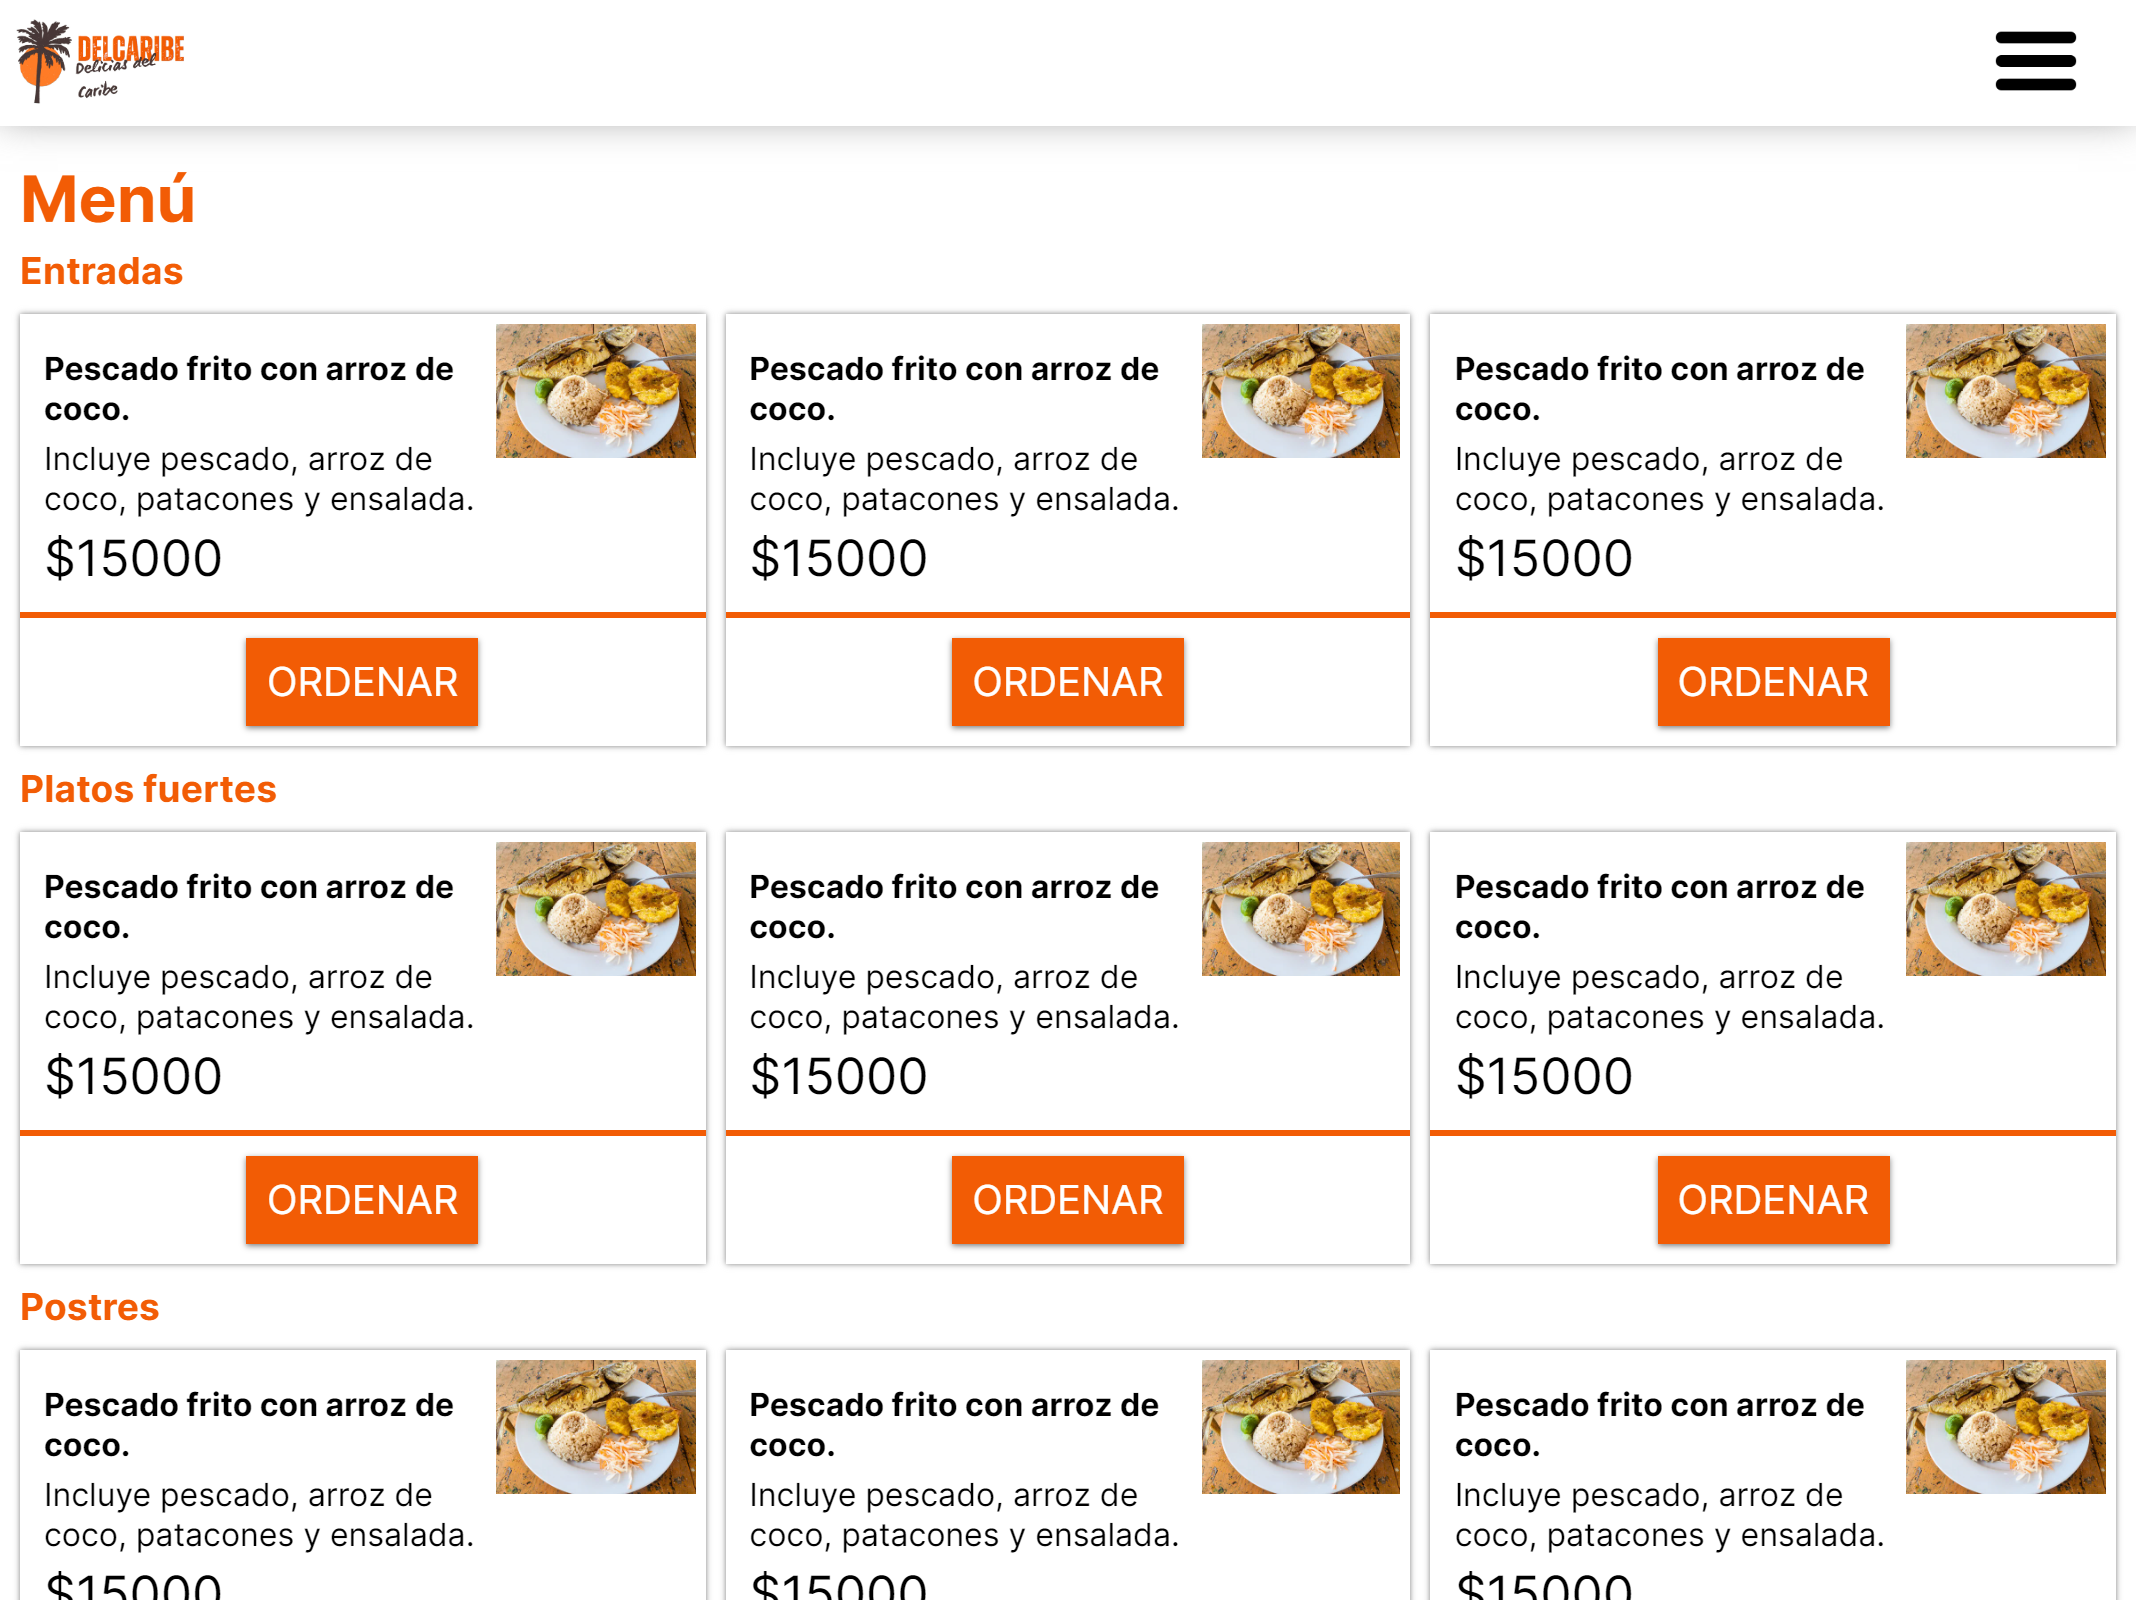 DELCARIBE
Delicias del
Caribe
Menú
Entradas
Pescado frito con arroz de
coco.
Incluye pescado, arroz de
coco, patacones y ensalada.
$15000
ORDENAR
Pescado frito con arroz de
coco.
Incluye pescado, arroz de
coco, patacones y ensalada.
$15000
ORDENAR
Pescado frito con arroz de
coco.
Incluye pescado, arroz de
coco, patacones y ensalada.
$15000
ORDENAR
Platos fuertes
Pescado frito con arroz de
coco.
Incluye pescado, arroz de
coco, patacones y ensalada.
$15000
ORDENAR
Pescado frito con arroz de
coco.
Incluye pescado, arroz de
coco, patacones y ensalada.
$15000
ORDENAR
Pescado frito con arroz de
coco.
Incluye pescado, arroz de
coco, patacones y ensalada.
$15000
ORDENAR
Postres
Pescado frito con arroz de
coco.
Incluye pescado, arroz de
coco, patacones y ensalada.
$15000
Pescado frito con arroz de
coco.
Incluye pescado, arroz de
coco, patacones y ensalada.
$15000
Pescado frito con arroz de
coco.
Incluye pescado, arroz de
coco, patacones y ensalada.
$15000